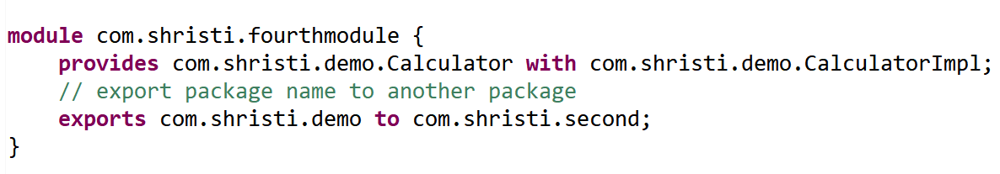 module com.shristi.fourthmodule {
    provides com.shristi.demo.Calculator with com.shristi.demo.CalculatorImpl;
    // export package name to another package
    exports com.shristi.demo to com.shristi.second;
}